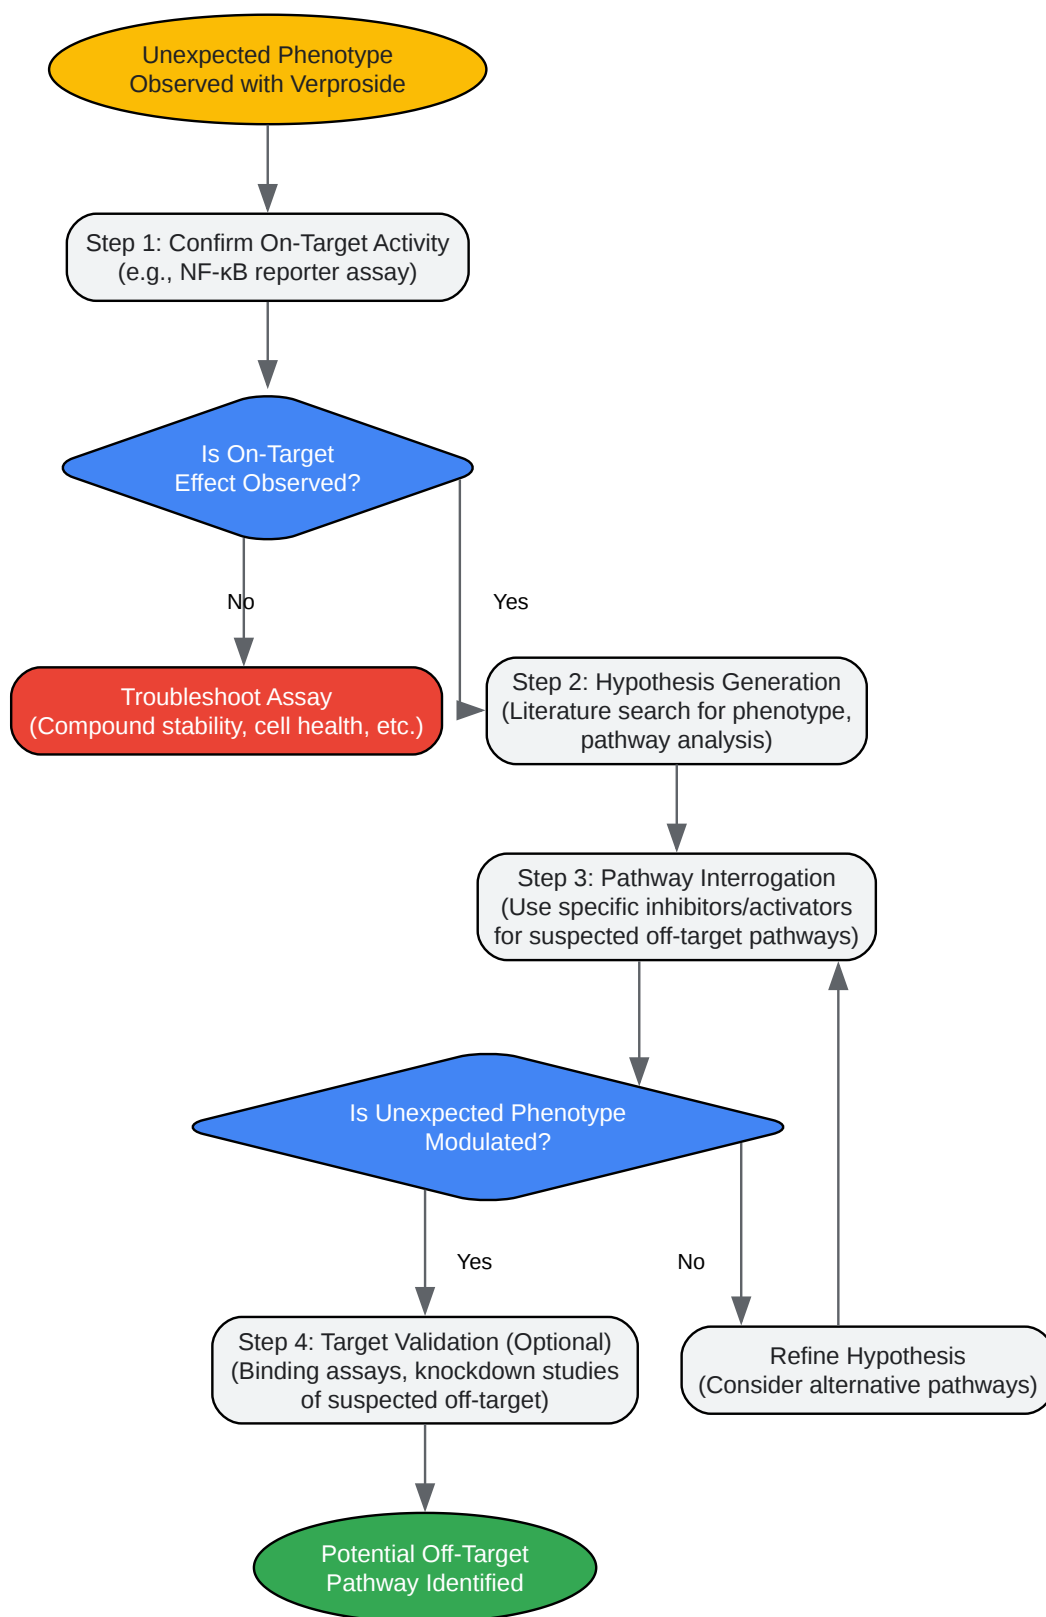 Unexpected Phenotype
Observed with Verproside
Step 1: Confirm On-Target Activity
(e.g., NF-κB reporter assay)
Is On-Target
Effect Observed?
No
Yes
Troubleshoot Assay
(Compound stability, cell health, etc.)
Step 2: Hypothesis Generation
(Literature search for phenotype,
pathway analysis)
Step 3: Pathway Interrogation
(Use specific inhibitors/activators
for suspected off-target pathways)
Is Unexpected Phenotype
Modulated?
Yes
No
Step 4: Target Validation (Optional)
(Binding assays, knockdown studies
of suspected off-target)
Refine Hypothesis
(Consider alternative pathways)
Potential Off-Target
Pathway Identified